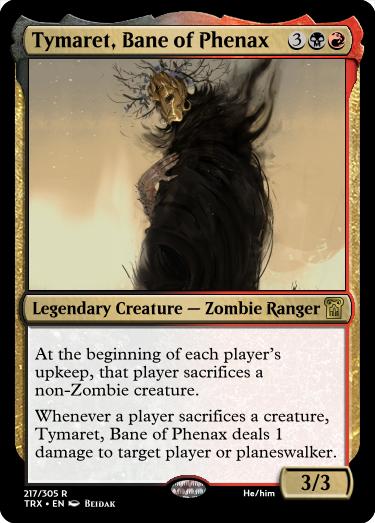 Tymaret, Bane of Phenax 3
Legendary Creature — Zombie Ranger
At the beginning of each player's
upkeep, that player sacrifices a
non-Zombie creature.
Whenever a player sacrifices a creature,
Tymaret, Bane of Phenax deals 1
damage to target player or planeswalker.
3/3
217/305 R
TRX • EN Beidak
He/him